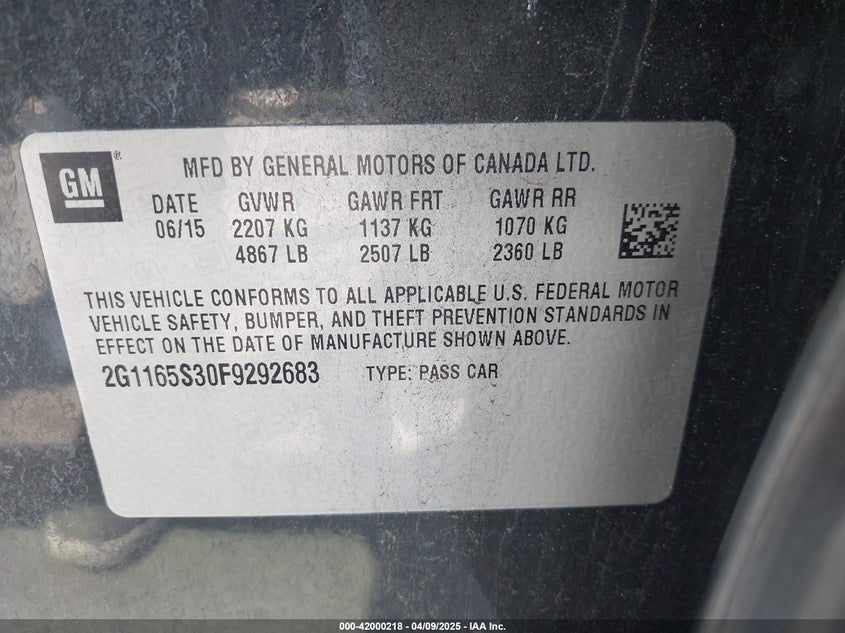 GM®
MFD BY GENERAL MOTORS OF CANADA LTD.
DATE GVWR GAWR FRT GAWR RR
06/15 2207 KG 1137 KG 1070 KG
4867 LB 2507 LB 2360 LB
THIS VEHICLE CONFORMS TO ALL APPLICABLE U.S. FEDERAL MOTOR
VEHICLE SAFETY, BUMPER, AND THEFT PREVENTION STANDARDS IN
EFFECT ON THE DATE OF MANUFACTURE SHOWN ABOVE.
2G1165S30F9292683 TYPE: PASS CAR
000-42000218 - 04/09/2025 - IAA Inc.